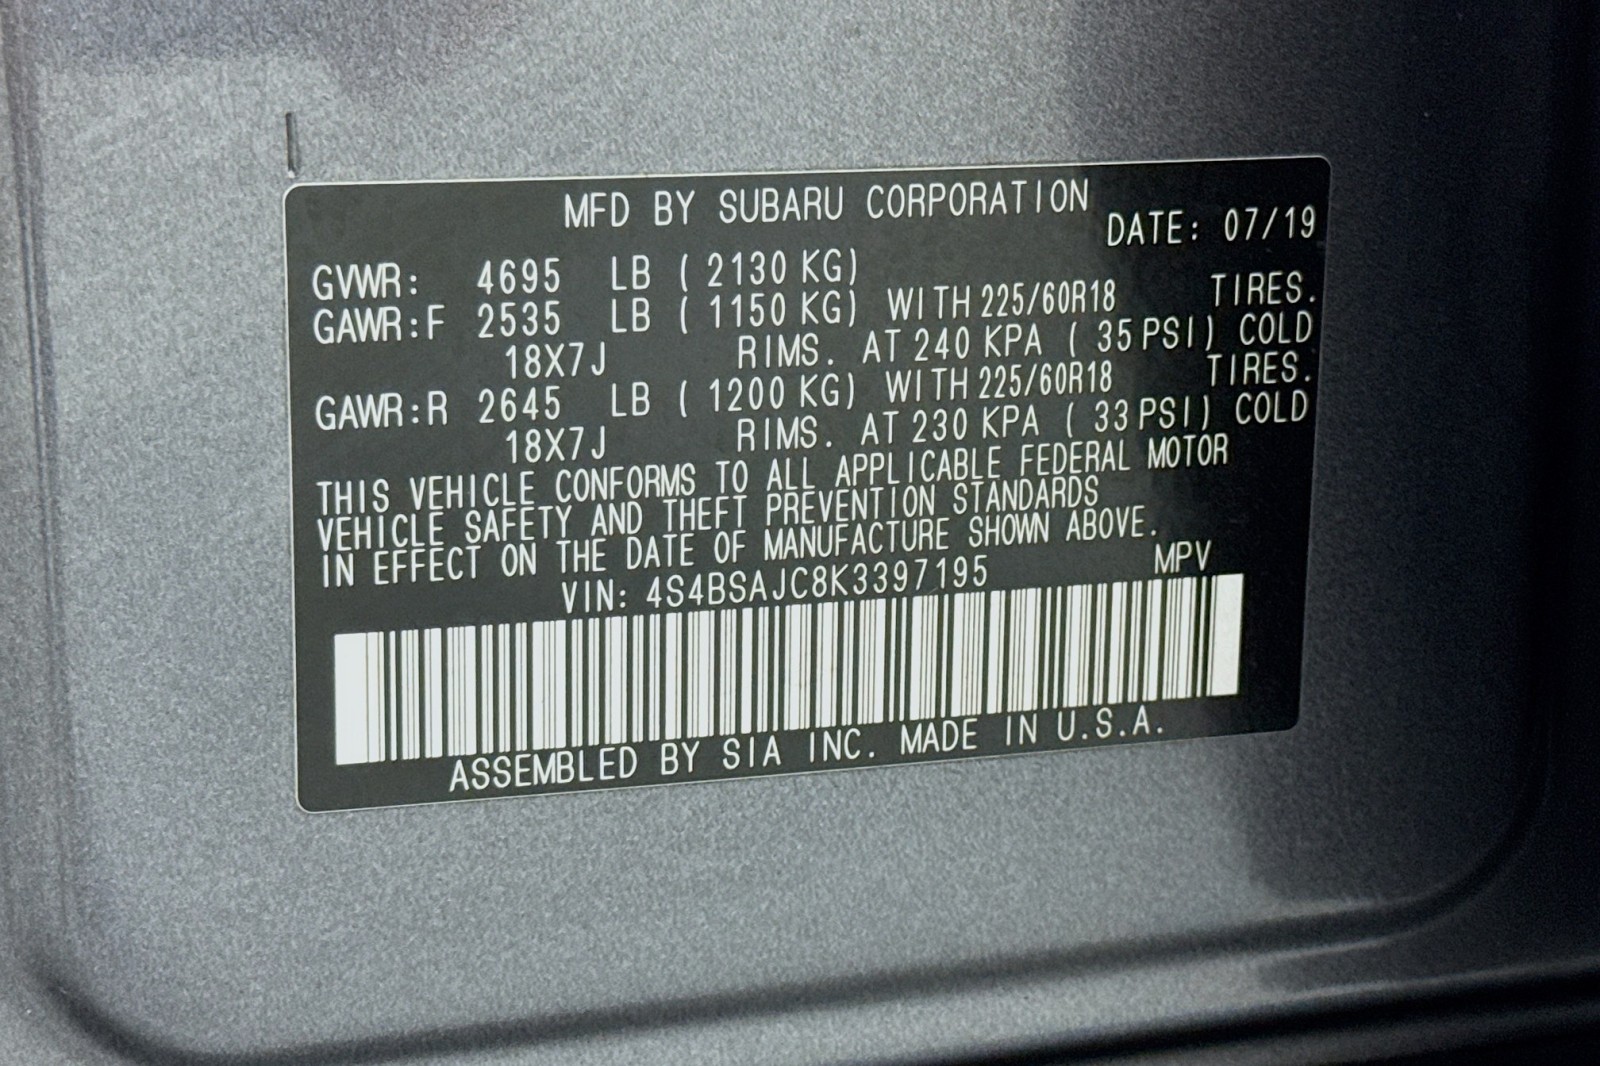 MFD BY SUBARU CORPORATION
DATE: 07/19
GVWR: 4695 LB ( 2130 KG)
GAWR:F 2535 LB ( 1150 KG) WITH 225/60R18 TIRES.
18X7J RIMS. AT 240 KPA ( 35 PSI) COLD
GAWR:R 2645 LB ( 1200 KG) WITH 225/60R18 TIRES.
18X7J RIMS. AT 230 KPA ( 33 PSI) COLD
THIS VEHICLE CONFORMS TO ALL APPLICABLE FEDERAL MOTOR
VEHICLE SAFETY AND THEFT PREVENTION STANDARDS
IN EFFECT ON THE DATE OF MANUFACTURE SHOWN ABOVE.
VIN: 4S4BSAJC8K3397195 MPV
ASSEMBLED BY SIA INC. MADE IN U.S.A.